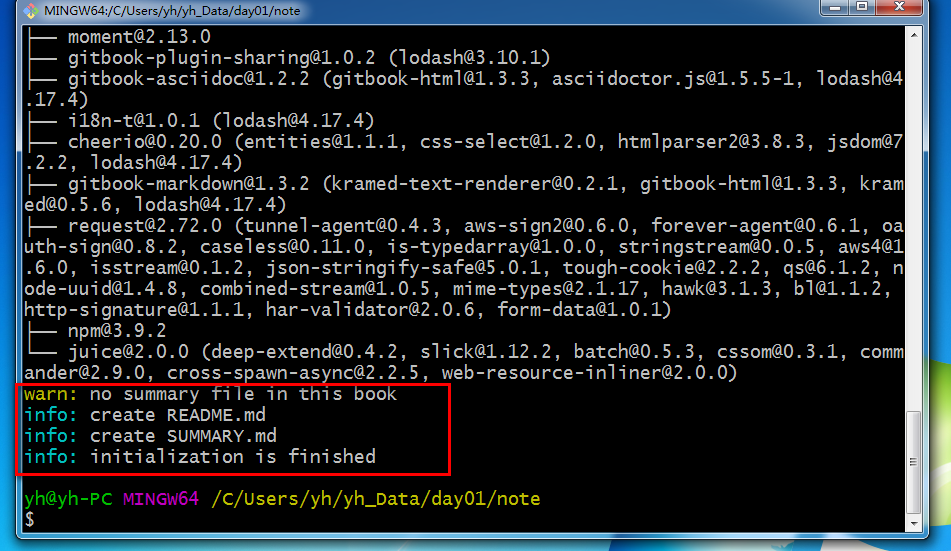 MINGW64:/C/Users/yh/yh_Data/day01/note
├── moment@2.13.0
├── gitbook-plugin-sharing@1.0.2 (lodash@3.10.1)
├── gitbook-asciidoc@1.2.2 (gitbook-html@1.3.3, asciidoctor.js@1.5.5-1, lodash@4
.17.4)
├── i18n-t@1.0.1 (lodash@4.17.4)
├── cheerio@0.20.0 (entities@1.1.1, css-select@1.2.0, htmlparser2@3.8.3, jsdom@7
.2.2, lodash@4.17.4)
├── gitbook-markdown@1.3.2 (kramed-text-renderer@0.2.1, gitbook-html@1.3.3, kram
ed@0.5.6, lodash@4.17.4)
├── request@2.72.0 (tunnel-agent@0.4.3, aws-sign2@0.6.0, forever-agent@0.6.1, oa
uth-sign@0.8.2, caseless@0.11.0, is-typedarray@1.0.0, stringstream@0.0.5, aws4@1
.6.0, isstream@0.1.2, json-stringify-safe@5.0.1, tough-cookie@2.2.2, qs@6.1.2, n
ode-uuid@1.4.8, combined-stream@1.0.5, mime-types@2.1.17, hawk@3.1.3, bl@1.1.2,
http-signature@1.1.1, har-validator@2.0.6, form-data@1.0.1)
├── npm@3.9.2
└── juice@2.0.0 (deep-extend@0.4.2, slick@1.12.2, batch@0.5.3, cssom@0.3.1, comm
ander@2.9.0, cross-spawn-async@2.2.5, web-resource-inliner@2.0.0)
warn: no summary file in this book
info: create README.md
info: create SUMMARY.md
info: initialization is finished
yh@yh-PC MINGW64 /C/Users/yh/yh_Data/day01/note
$